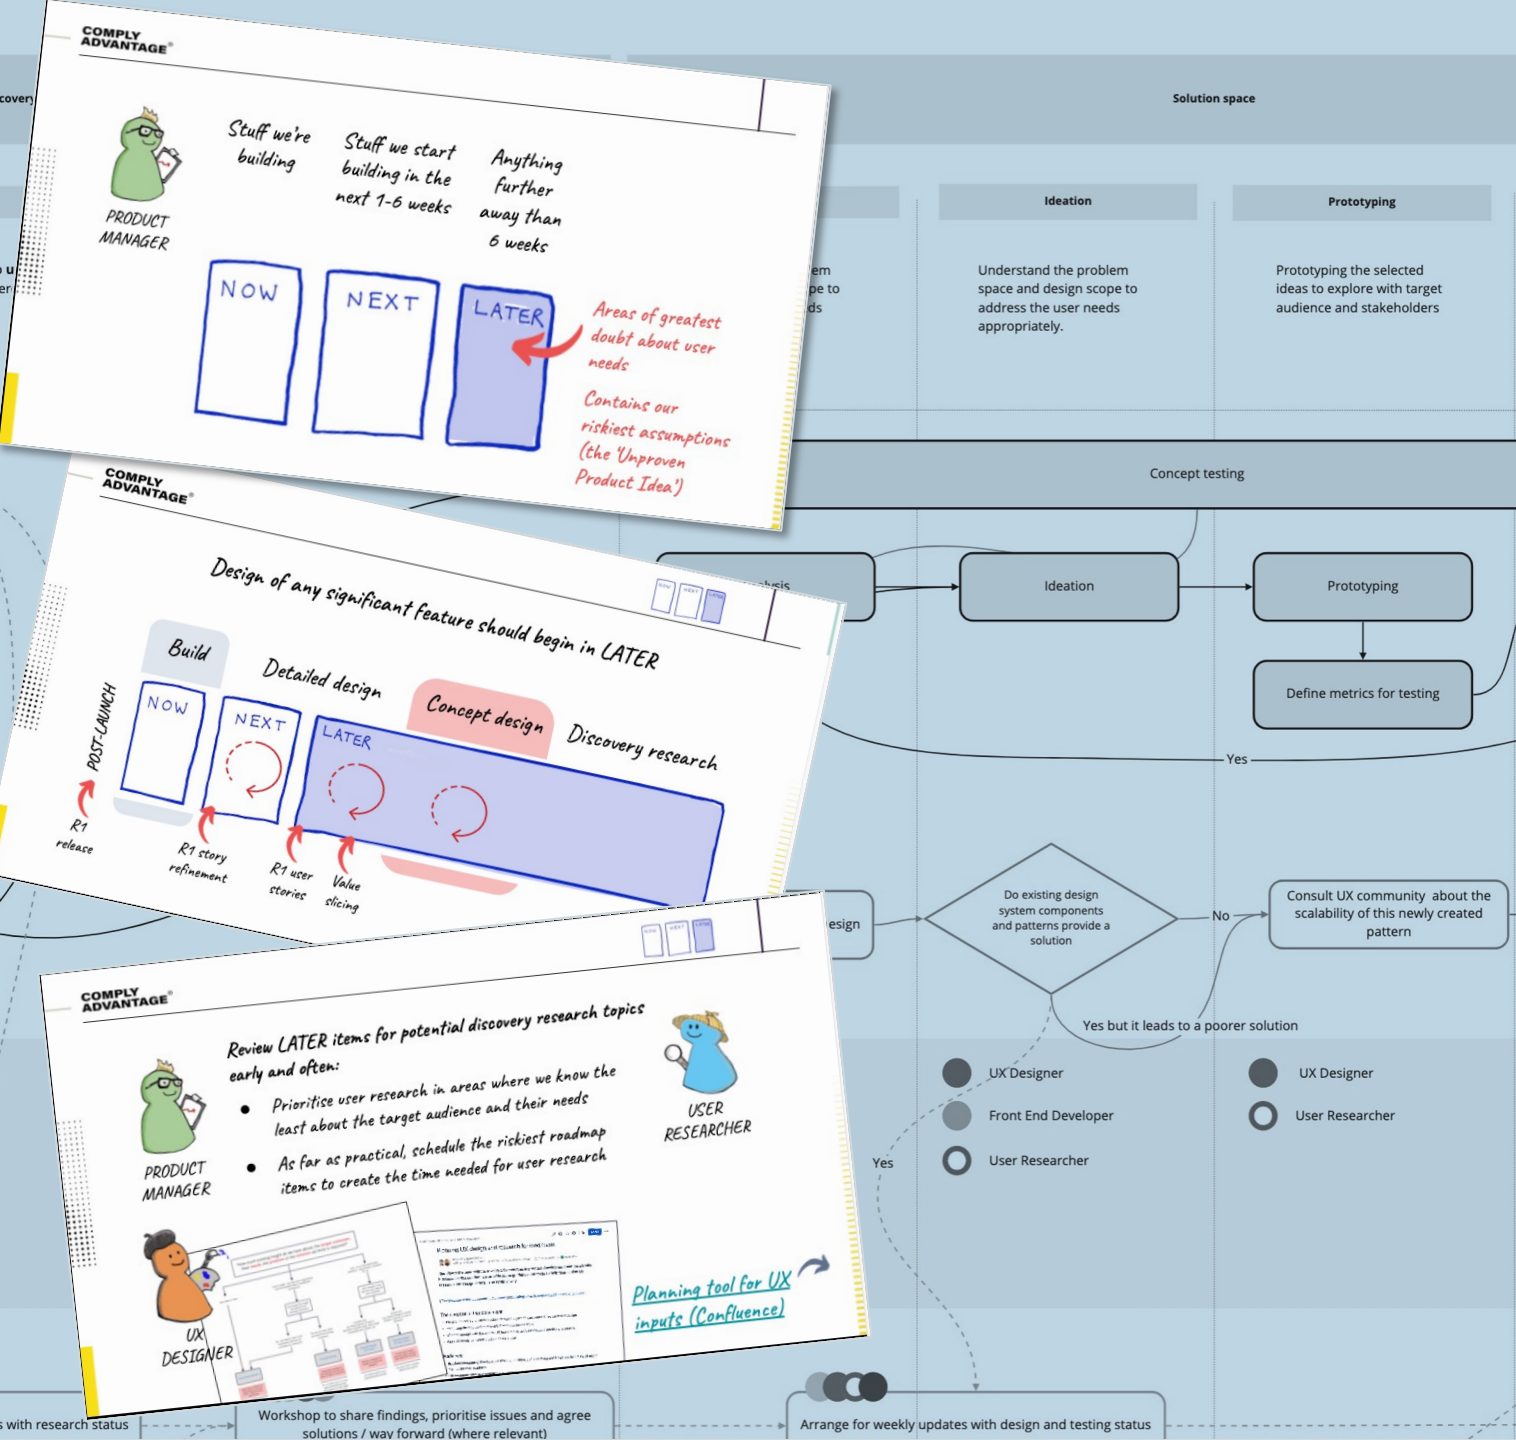 COMPLY
ADVANTAGE®
PRODUCT
MANAGER
Stuff we're
building
Stuff we start
building in the
next 1-6 weeks
Anything
further
away than
6 weeks
NOW
NEXT
LATER
Areas of greatest
doubt about user
needs
Contains our
riskiest assumptions
(the 'Unproven
Product Idea')
COMPLY
ADVANTAGE®
Design of any significant feature should begin in LATER
NOW
NEXT
LATER
Build
Detailed design
Concept design
Discovery research
POST-LAUNCH
NOW
NEXT
LATER
R1
release
R1 story
refinement
R1 user
stories
Value
slicing
COMPLY
ADVANTAGE®
NOW
NEXT
LATER
Review LATER items for potential discovery research topics
early and often:
● Prioritise user research in areas where we know the
least about the target audience and their needs
● As far as practical, schedule the riskiest roadmap
items to create the time needed for user research
PRODUCT
MANAGER
USER
RESEARCHER
UX
DESIGNER
Planning tool for UX
inputs (Confluence)
Solution space
Ideation
Prototyping
Understand the problem
space and design scope to
address the user needs
appropriately.
Prototyping the selected
ideas to explore with target
audience and stakeholders
Concept testing
Ideation
Prototyping
Define metrics for testing
Yes
Do existing design
system components
and patterns provide a
solution
No
Consult UX community about the
scalability of this newly created
pattern
Yes but it leads to a poorer solution
UX Designer
Front End Developer
User Researcher
UX Designer
User Researcher
Yes
s with research status
Workshop to share findings, prioritise issues and agree
solutions / way forward (where relevant)
Arrange for weekly updates with design and testing status